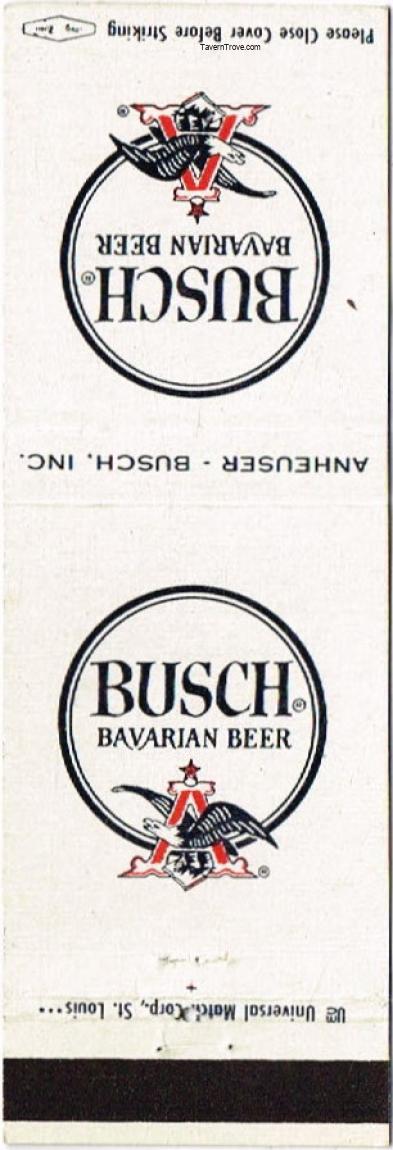 Please Close Cover Before Striking
TavernTrove.com
BUSCH®
BAVARIAN BEER
A
®
ANHEUSER - BUSCH, INC.
BUSCH®
BAVARIAN BEER
A
®
Universal Match Corp., St. Louis